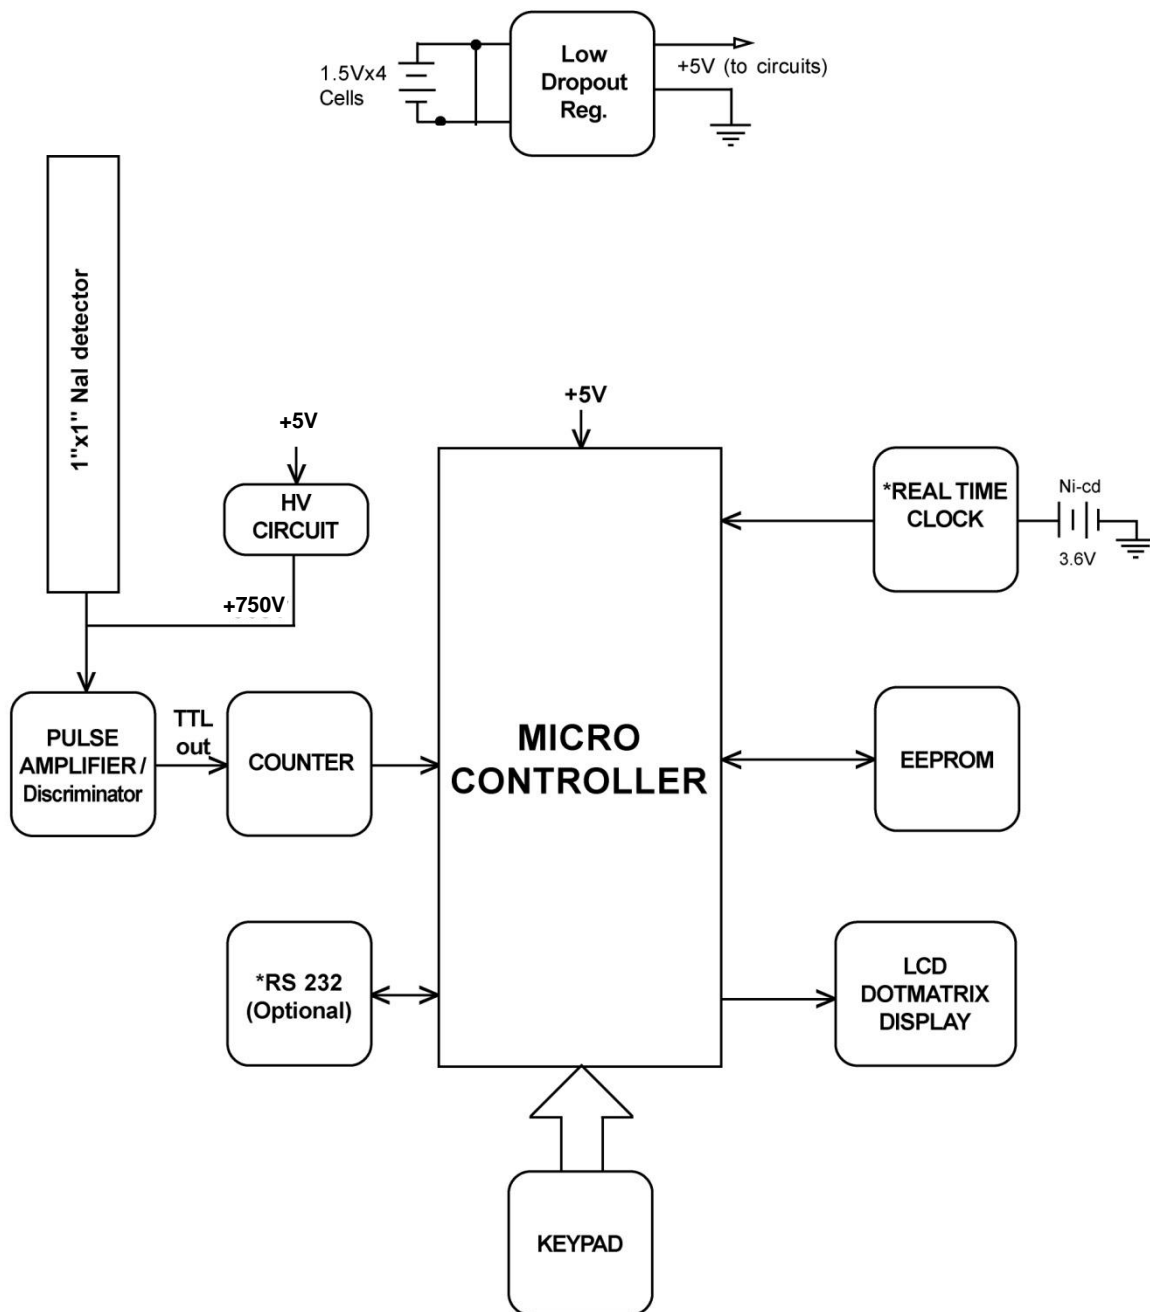 Low
Dropout
Reg.
1.5Vx4
Cells
+5V (to circuits)
1"x1" NaI detector
+5V
HV
CIRCUIT
+750V
+5V
*REAL TIME
CLOCK
Ni-cd
3.6V
PULSE
AMPLIFIER /
Discriminator
TTL
out
COUNTER
MICRO
CONTROLLER
EEPROM
*RS 232
(Optional)
LCD
DOTMATRIX
DISPLAY
KEYPAD